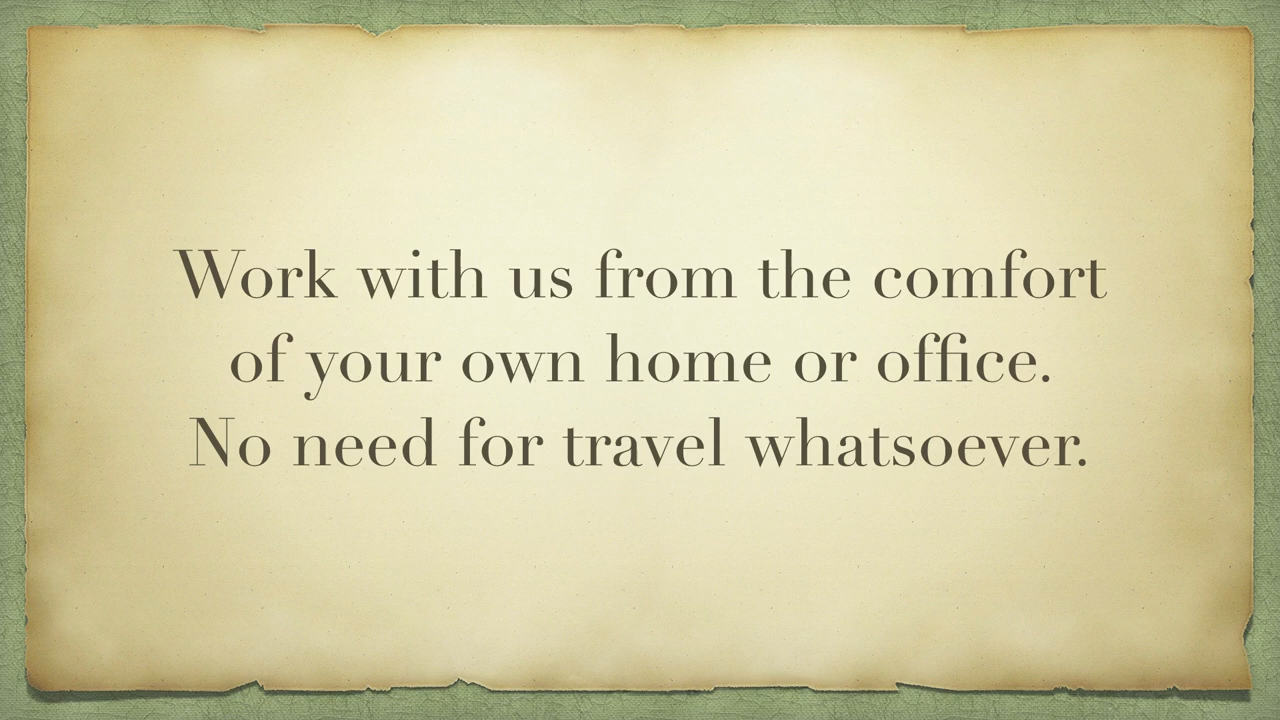 Work with us from the comfort
of your own home or office.
No need for travel whatsoever.